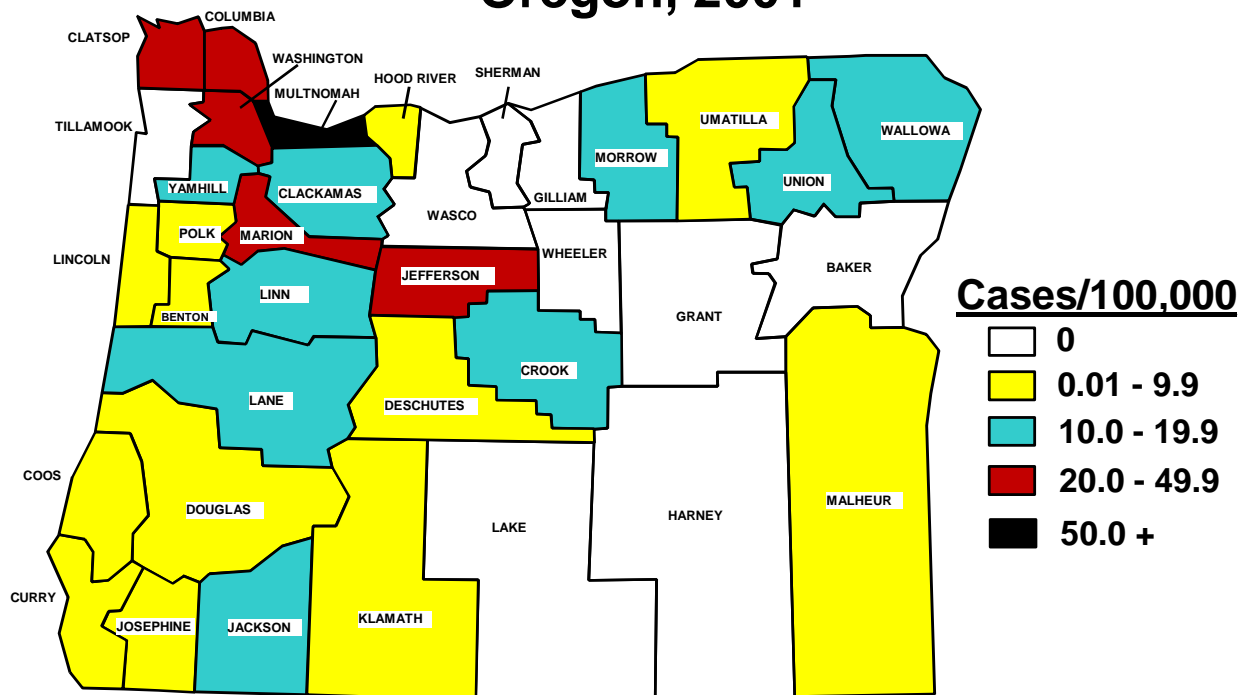 COLUMBIA
CLATSOP
WASHINGTON
HOOD RIVER
SHERMAN
MULTNOMAH
TILLAMOOK
UMATILLA
WALLOWA
MORROW
YAMHILL
CLACKAMAS
UNION
GILLIAM
WASCO
POLK
MARION
WHEELER
LINCOLN
JEFFERSON
BAKER
LINN
BENTON
GRANT
Cases/100,000
0
0.01 - 9.9
10.0 - 19.9
20.0 - 49.9
50.0 +
CROOK
LANE
DESCHUTES
COOS
DOUGLAS
MALHEUR
LAKE
HARNEY
CURRY
JOSEPHINE
JACKSON
KLAMATH